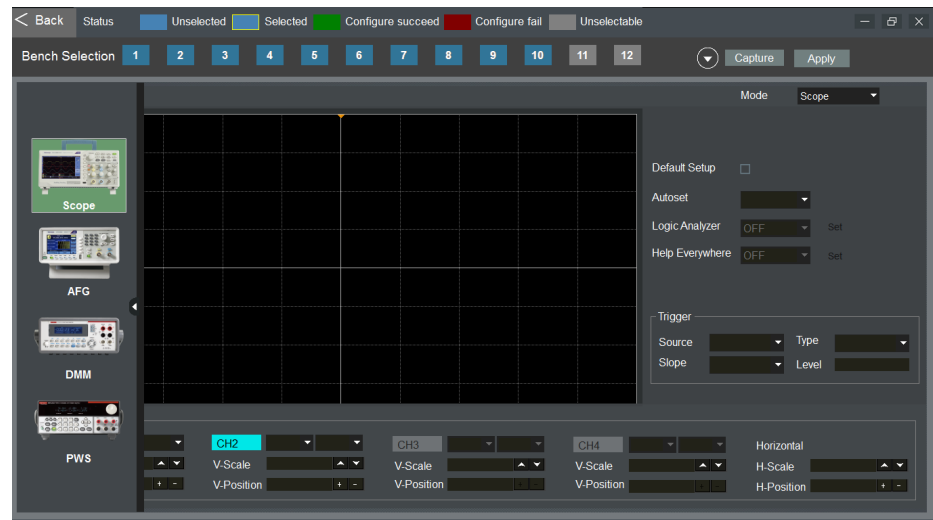 < Back Status Unselected Selected Configure succeed Configure fail Unselectable
Bench Selection 1 2 3 4 5 6 7 8 9 10 11 12 Capture Apply
Mode Scope
Default Setup
Scope
Autoset
Logic Analyzer OFF Set
Help Everywhere OFF Set
AFG
Trigger
Source Type
Slope Level
DMM
CH2 CH3 CH4 Horizontal
PWS
V-Scale V-Scale V-Scale H-Scale
+ - V-Position + - V-Position + - V-Position + - H-Position + -